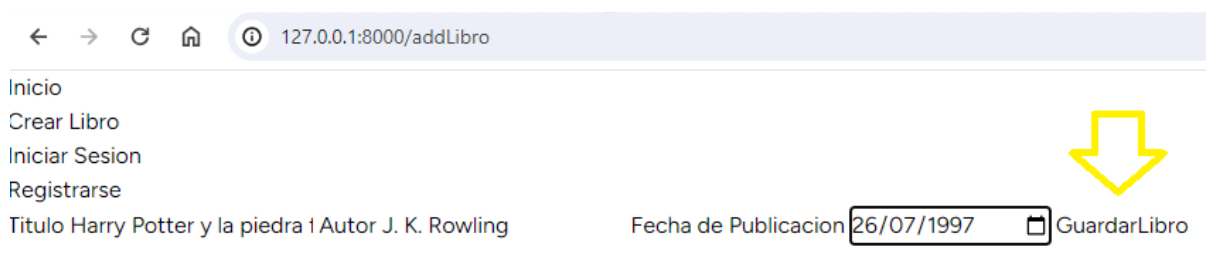 127.0.0.1:8000/addLibro
Inicio
Crear Libro
Iniciar Sesion
Registrarse
Titulo Harry Potter y la piedra Autor J. K. Rowling Fecha de Publicacion 26/07/1997 GuardarLibro